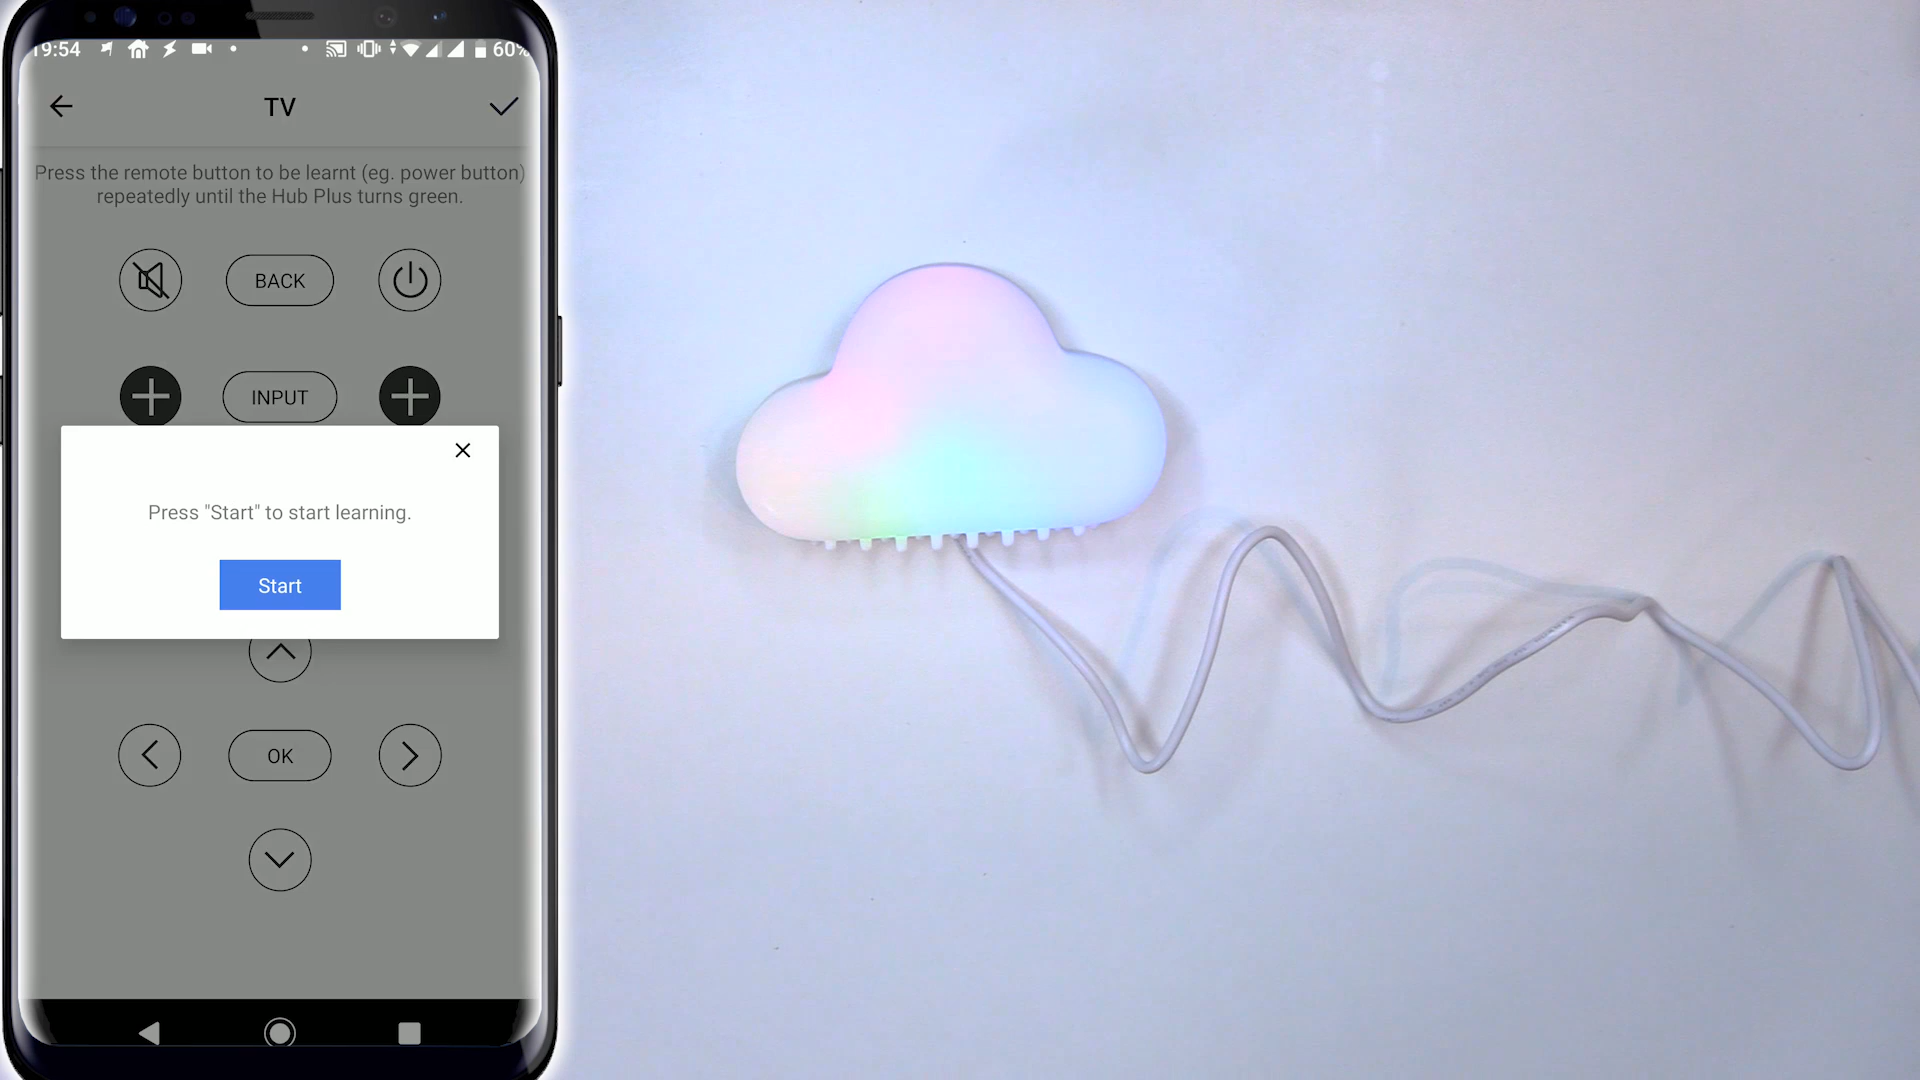 19:54 60%
TV
Press the remote button to be learnt (eg. power button)
repeatedly until the Hub Plus turns green.
BACK
INPUT
Press "Start" to start learning.
Start
OK